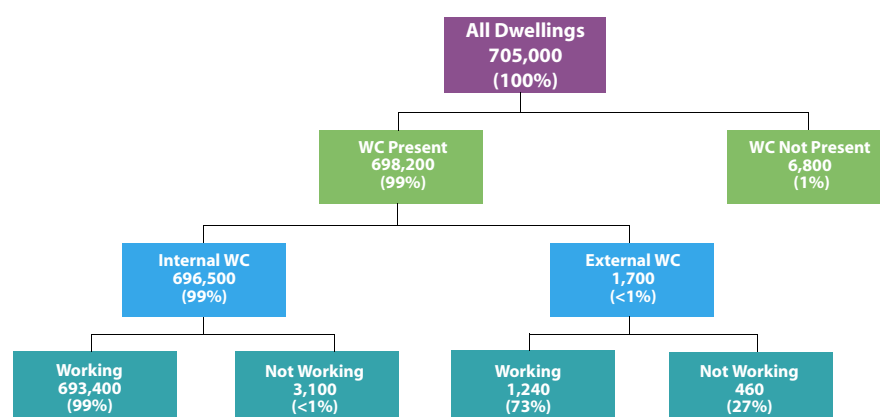 All Dwellings
705,000
(100%)
WC Present
698,200
(99%)
WC Not Present
6,800
(1%)
Internal WC
696,500
(99%)
External WC
1,700
(<1%)
Working
693,400
(99%)
Not Working
3,100
(<1%)
Working
1,240
(73%)
Not Working
460
(27%)